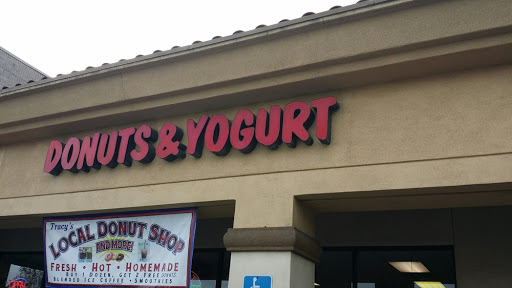 DONUTS & YOGURT
Tracy's
LOCAL DONUT SHOP
AND MORE!
FRESH • HOT • HOMEMADE
BUY 1 DOZEN, GET 2 FREE DONUTS
BLENDED ICE COFFEE • SMOOTHIES